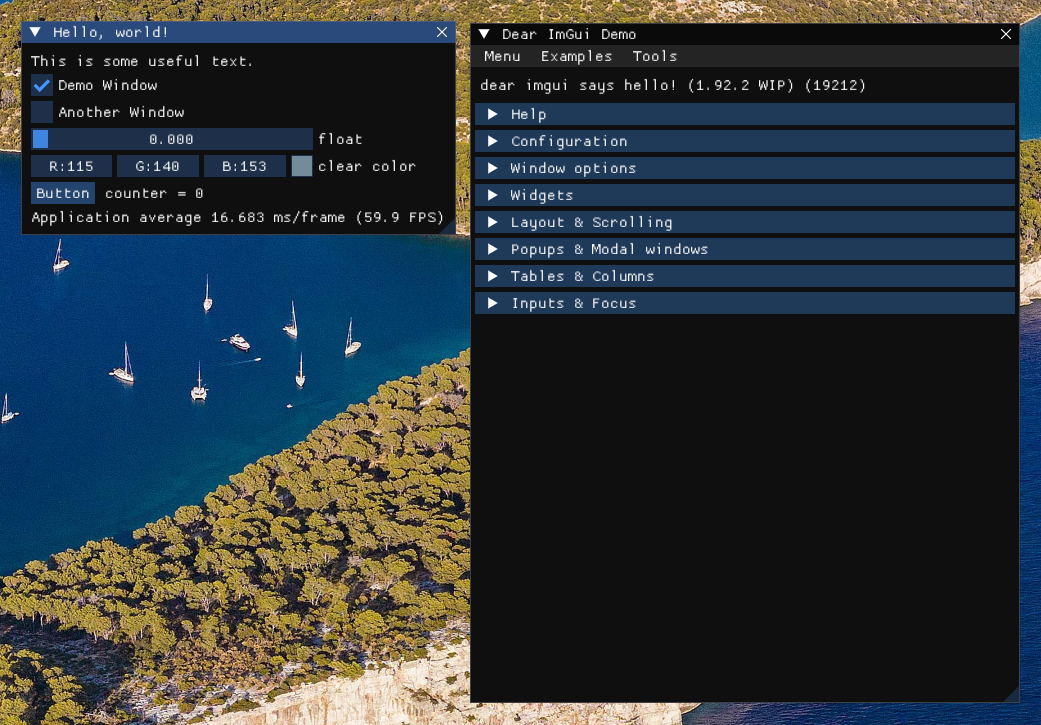 Hello, world!
This is some useful text.
Demo Window
Another Window
0.000 float
R:115 G:140 B:153 clear color
Button counter = 0
Application average 16.683 ms/frame (59.9 FPS)
Dear ImGui Demo
Menu Examples Tools
dear imgui says hello! (1.92.2 WIP) (19212)
Help
Configuration
Window options
Widgets
Layout & Scrolling
Popups & Modal windows
Tables & Columns
Inputs & Focus